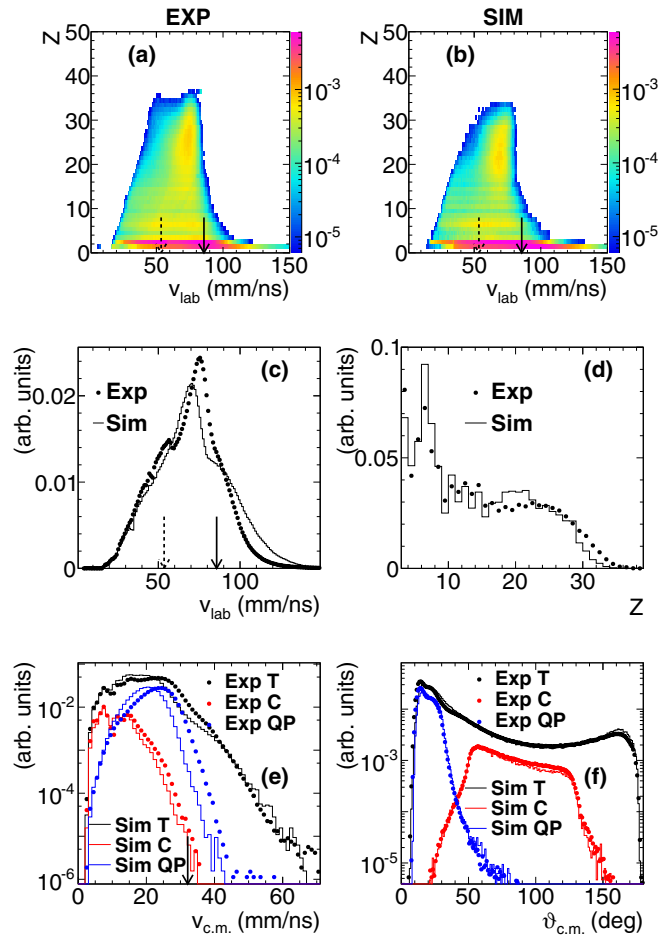 EXP
SIM
Z
50
40
30
20
10
0
(a)
50 100 150
v_lab (mm/ns)
10⁻³
10⁻⁴
10⁻⁵
Z
50
40
30
20
10
0
(b)
50 100 150
v_lab (mm/ns)
10⁻³
10⁻⁴
10⁻⁵
(arb. units)
0.02
0.01
0
(c)
Exp
Sim
50 100
v_lab (mm/ns)
(arb. units)
0.1
0.05
0
(d)
Exp
Sim
10 20 30
Z
(arb. units)
10⁻²
10⁻⁴
10⁻⁶
Exp T
Exp C
Exp QP
(e)
Sim T
Sim C
Sim QP
0 20 40 60
v_c.m. (mm/ns)
(arb. units)
10⁻³
10⁻⁵
Exp T
Exp C
Exp QP
(f)
Sim T
Sim C
Sim QP
0 50 100 150
ϑ_c.m. (deg)